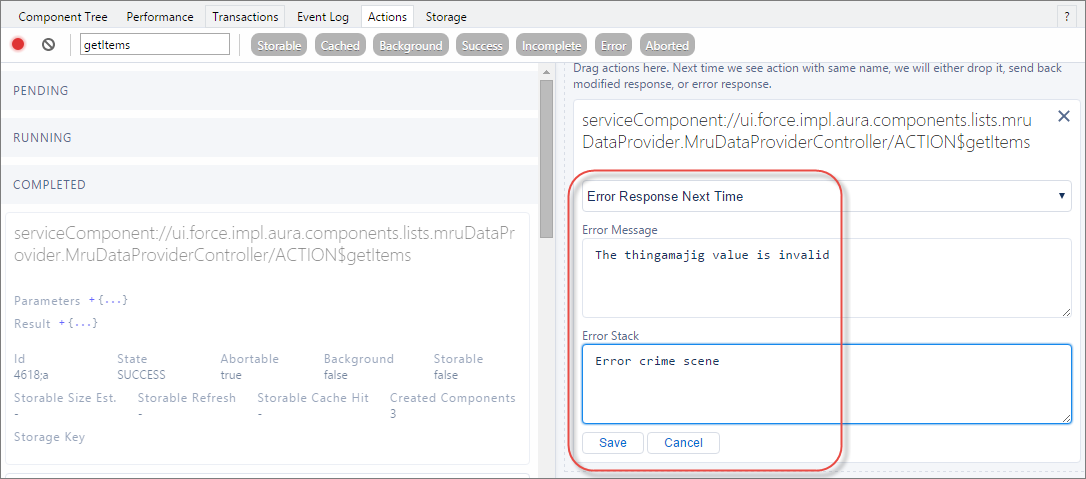 Component Tree Performance Transactions Event Log Actions Storage ?
getItems Storable Cached Background Success Incomplete Error Aborted
PENDING
RUNNING
COMPLETED
serviceComponent://ui.force.impl.aura.components.lists.mruDataPr
ovider.MruDataProviderController/ACTION$getItems
Parameters +{...}
Result +{...}
Id State Abortable Background Storable
4618;a SUCCESS true false false
Storable Size Est. Storable Refresh Storable Cache Hit Created Components
- - - 3
Storage Key
Drag actions here. Next time we see action with same name, we will either drop it, send back
modified response, or error response.
serviceComponent://ui.force.impl.aura.components.lists.mru
DataProvider.MruDataProviderController/ACTION$getItems
Error Response Next Time
Error Message
The thingamajig value is invalid
Error Stack
Error crime scene
Save Cancel